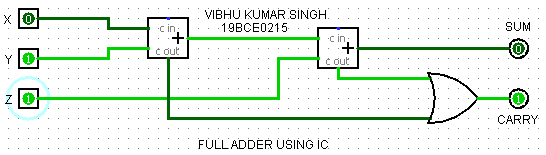 VIBHU KUMAR SINGH
19BCE0215
X 0
c in
+
c out
SUM
0
Y 1
c in
+
c out
Z 1
1
CARRY
FULL ADDER USING IC